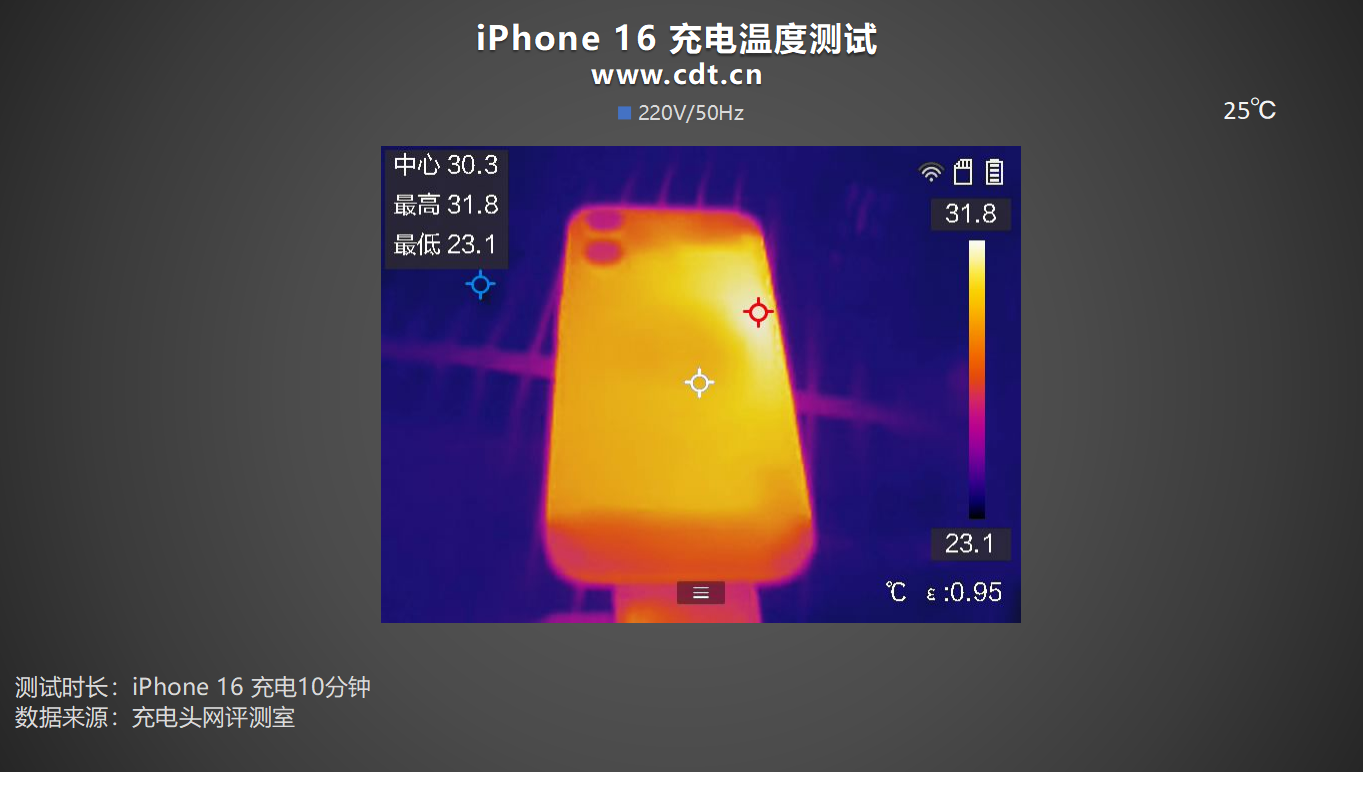 iPhone 16 充电温度测试
www.cdt.cn
220V/50Hz
25℃
中心 30.3
最高 31.8
最低 23.1
31.8
23.1
℃ ε:0.95
测试时长：iPhone 16 充电10分钟
数据来源：充电头网评测室